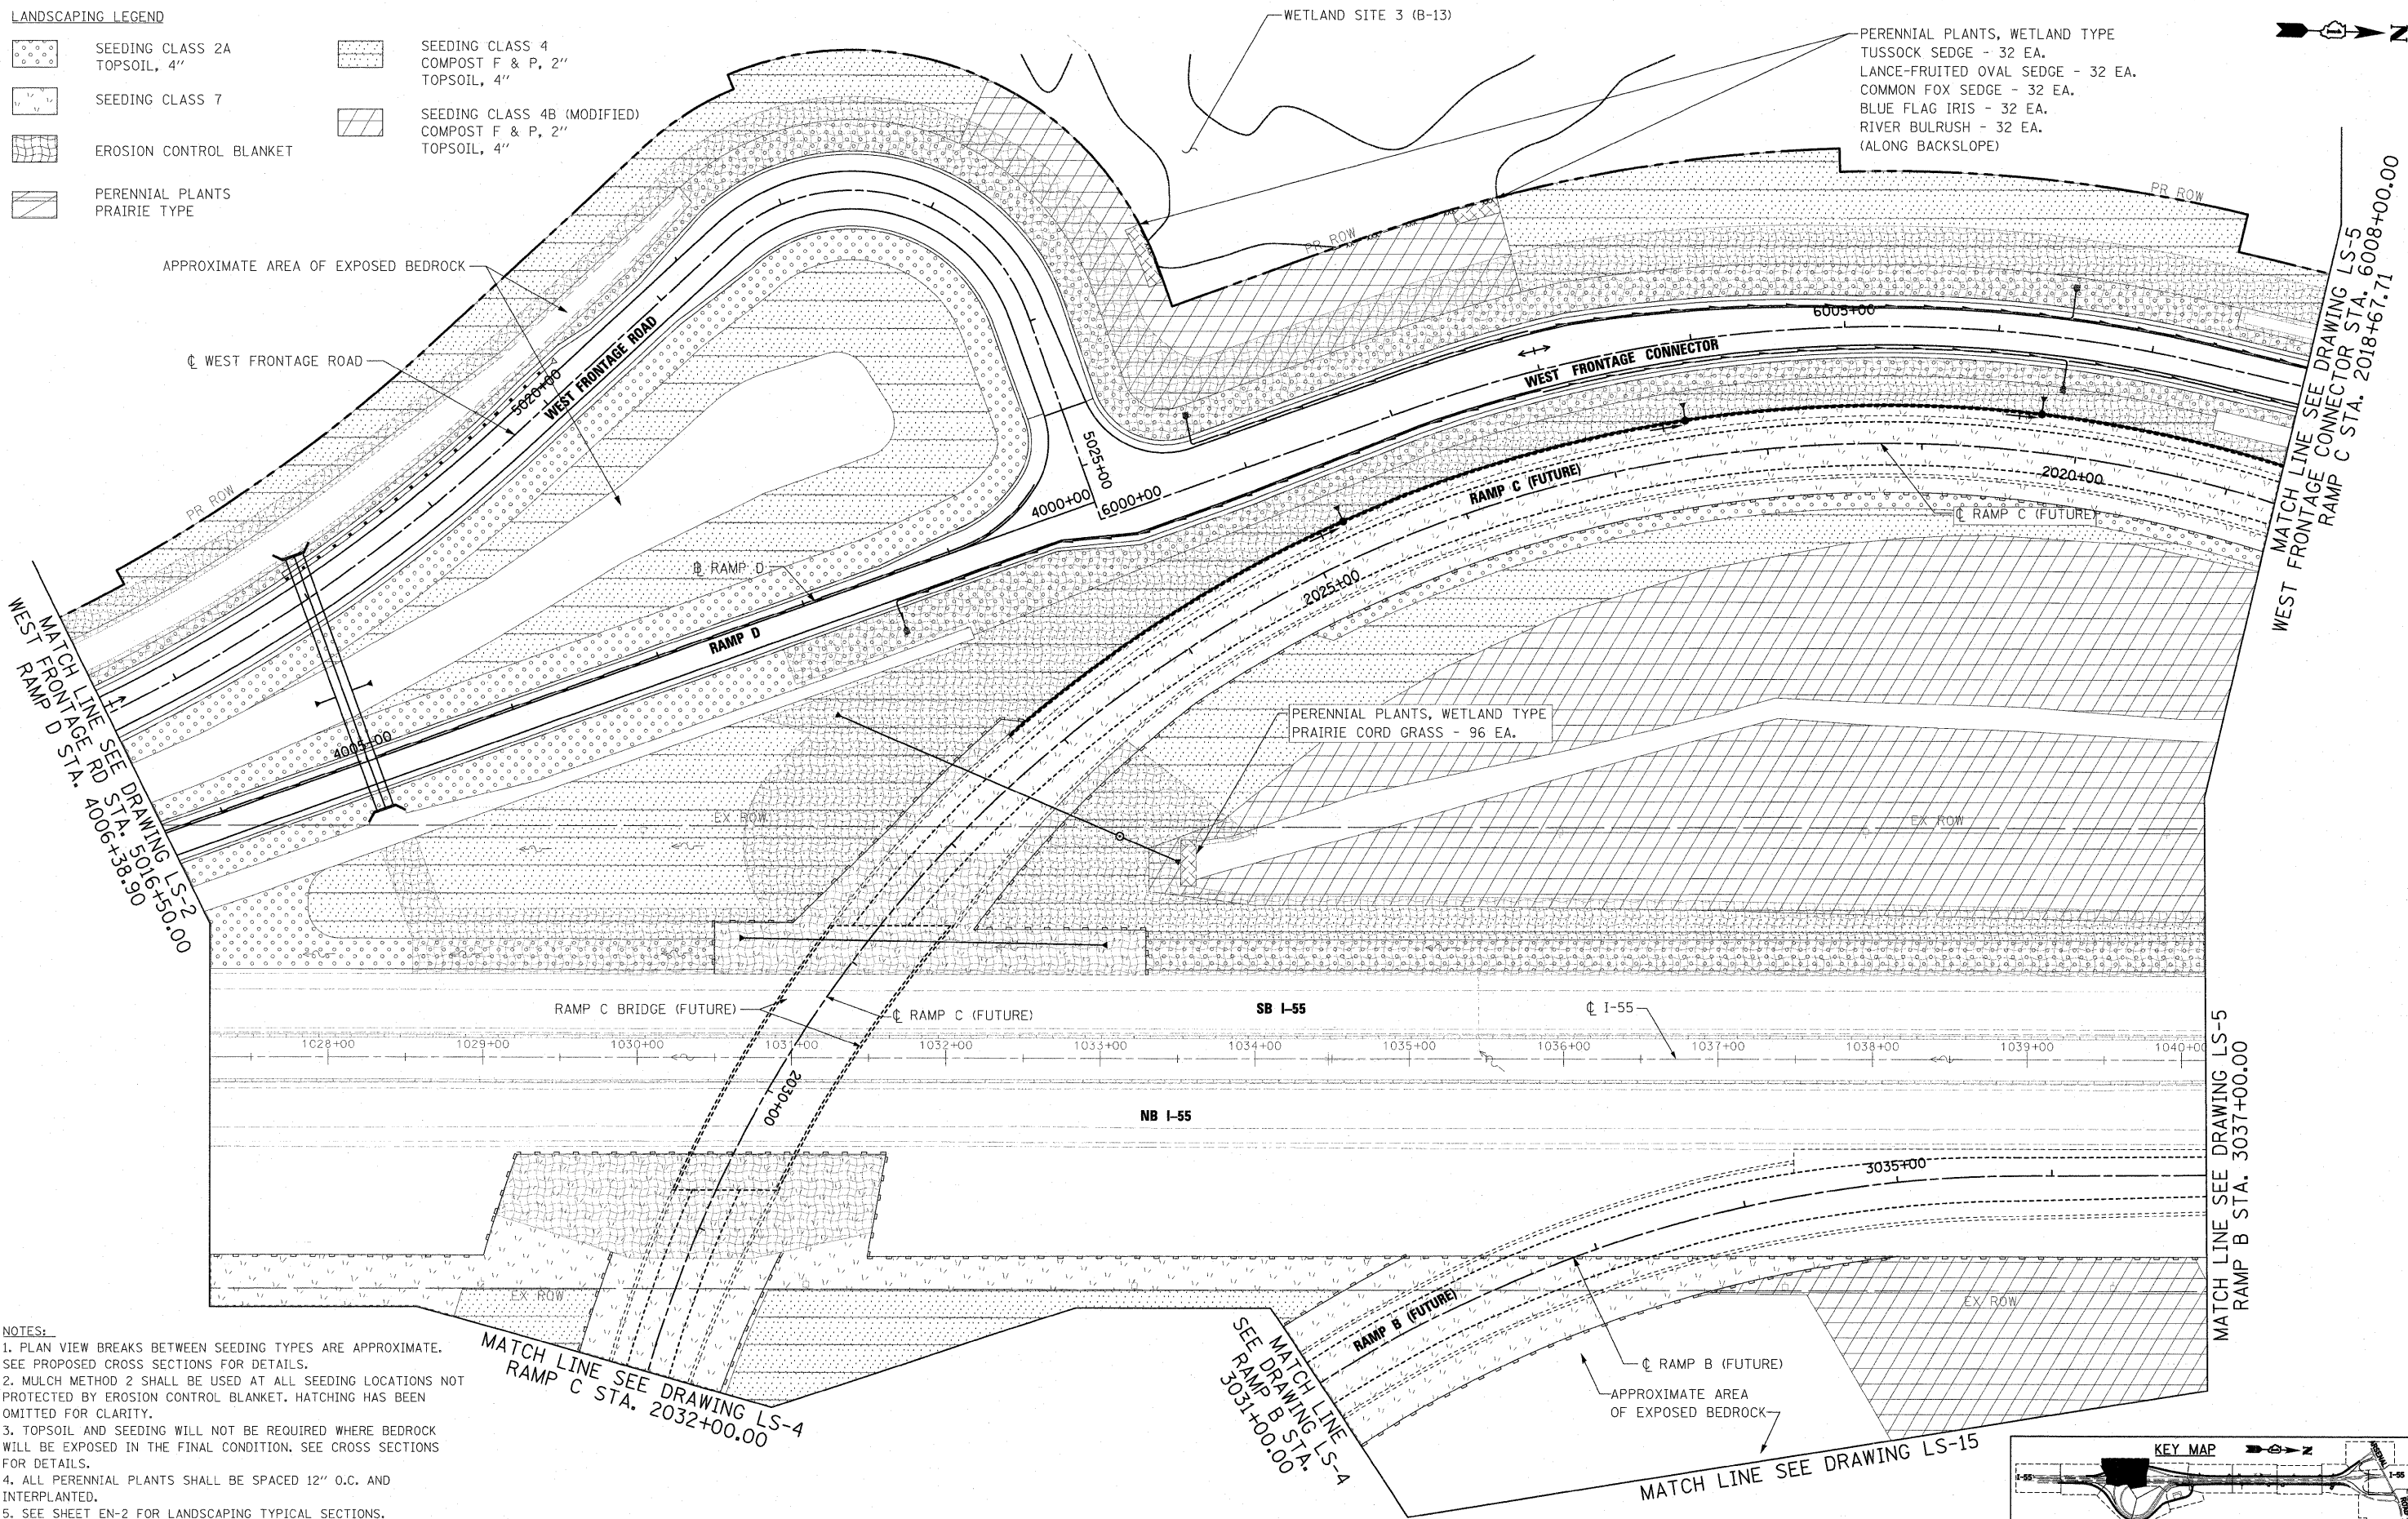 LANDSCAPING LEGEND
SEEDING CLASS 2A
TOPSOIL, 4"
SEEDING CLASS 7
EROSION CONTROL BLANKET
PERENNIAL PLANTS
PRAIRIE TYPE
SEEDING CLASS 4
COMPOST F & P, 2"
TOPSOIL, 4"
SEEDING CLASS 4B (MODIFIED)
COMPOST F & P, 2"
TOPSOIL, 4"
WETLAND SITE 3 (B-13)
PERENNIAL PLANTS, WETLAND TYPE
TUSSOCK SEDGE - 32 EA.
LANCE-FRUITED OVAL SEDGE - 32 EA.
COMMON FOX SEDGE - 32 EA.
BLUE FLAG IRIS - 32 EA.
RIVER BULRUSH - 32 EA.
(ALONG BACKSLOPE)
N
PR ROW
PR ROW
PR ROW
APPROXIMATE AREA OF EXPOSED BEDROCK
℄ WEST FRONTAGE ROAD
5020+00
WEST FRONTAGE ROAD
5025+00
4000+00
6000+00
WEST FRONTAGE CONNECTOR
6005+00
RAMP C (FUTURE)
2020+00
℄ RAMP C (FUTURE)
MATCH LINE SEE DRAWING LS-5
WEST FRONTAGE CONNECTOR STA. 6008+00.00
RAMP C STA. 2018+67.71
℄ RAMP D
RAMP D
2025+00
4005+00
MATCH LINE SEE DRAWING LS-2
WEST FRONTAGE RD STA. 5016+50.00
RAMP D STA. 4006+38.90
PERENNIAL PLANTS, WETLAND TYPE
PRAIRIE CORD GRASS - 96 EA.
EX ROW
EX ROW
RAMP C BRIDGE (FUTURE)
℄ RAMP C (FUTURE)
SB I-55
℄ I-55
1028+00
1029+00
1030+00
1031+00
1032+00
1033+00
1034+00
1035+00
1036+00
1037+00
1038+00
1039+00
1040+00
2030+00
NB I-55
3035+00
MATCH LINE SEE DRAWING LS-5
RAMP B STA. 3037+00.00
EX ROW
EX ROW
RAMP B (FUTURE)
℄ RAMP B (FUTURE)
APPROXIMATE AREA
OF EXPOSED BEDROCK
MATCH LINE SEE DRAWING LS-4
RAMP C STA. 2032+00.00
MATCH LINE
SEE DRAWING LS-4
RAMP B STA.
3031+00.00
MATCH LINE SEE DRAWING LS-15
NOTES:
1. PLAN VIEW BREAKS BETWEEN SEEDING TYPES ARE APPROXIMATE.
SEE PROPOSED CROSS SECTIONS FOR DETAILS.
2. MULCH METHOD 2 SHALL BE USED AT ALL SEEDING LOCATIONS NOT
PROTECTED BY EROSION CONTROL BLANKET. HATCHING HAS BEEN
OMITTED FOR CLARITY.
3. TOPSOIL AND SEEDING WILL NOT BE REQUIRED WHERE BEDROCK
WILL BE EXPOSED IN THE FINAL CONDITION. SEE CROSS SECTIONS
FOR DETAILS.
4. ALL PERENNIAL PLANTS SHALL BE SPACED 12" O.C. AND
INTERPLANTED.
5. SEE SHEET EN-2 FOR LANDSCAPING TYPICAL SECTIONS.
KEY MAP
N
I-55
I-55